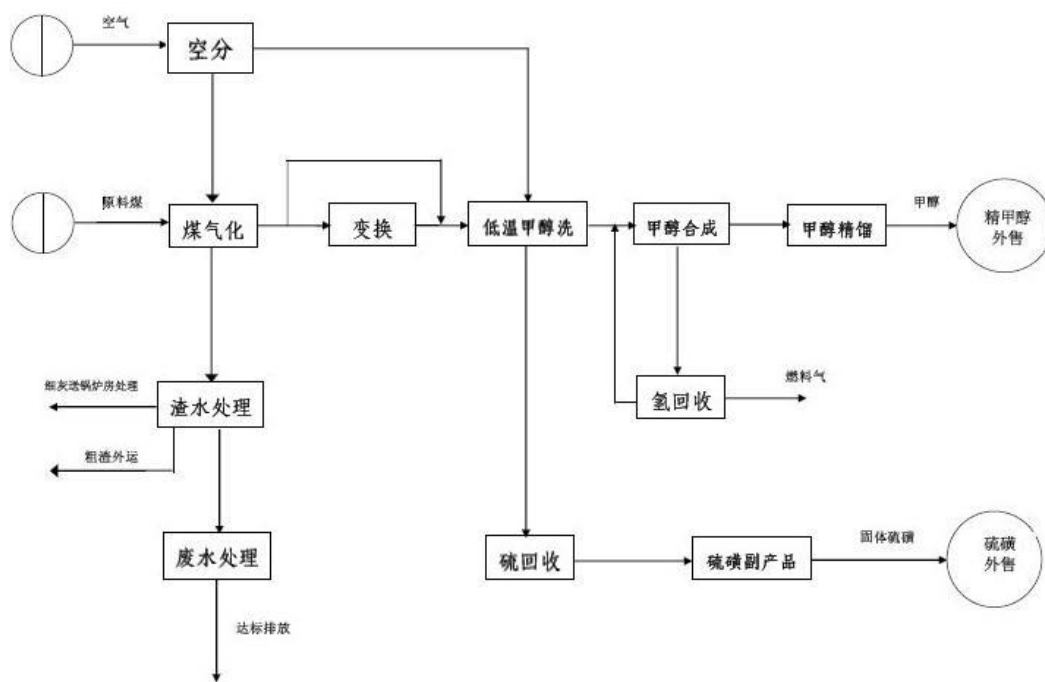 空气
空分
原料煤
煤气化
变换
低温甲醇洗
甲醇合成
甲醇精馏
甲醇
精甲醇
外售
细灰送锅炉房处理
渣水处理
粗渣外运
氢回收
燃料气
废水处理
达标排放
硫回收
硫磺副产品
固体硫磺
硫磺
外售